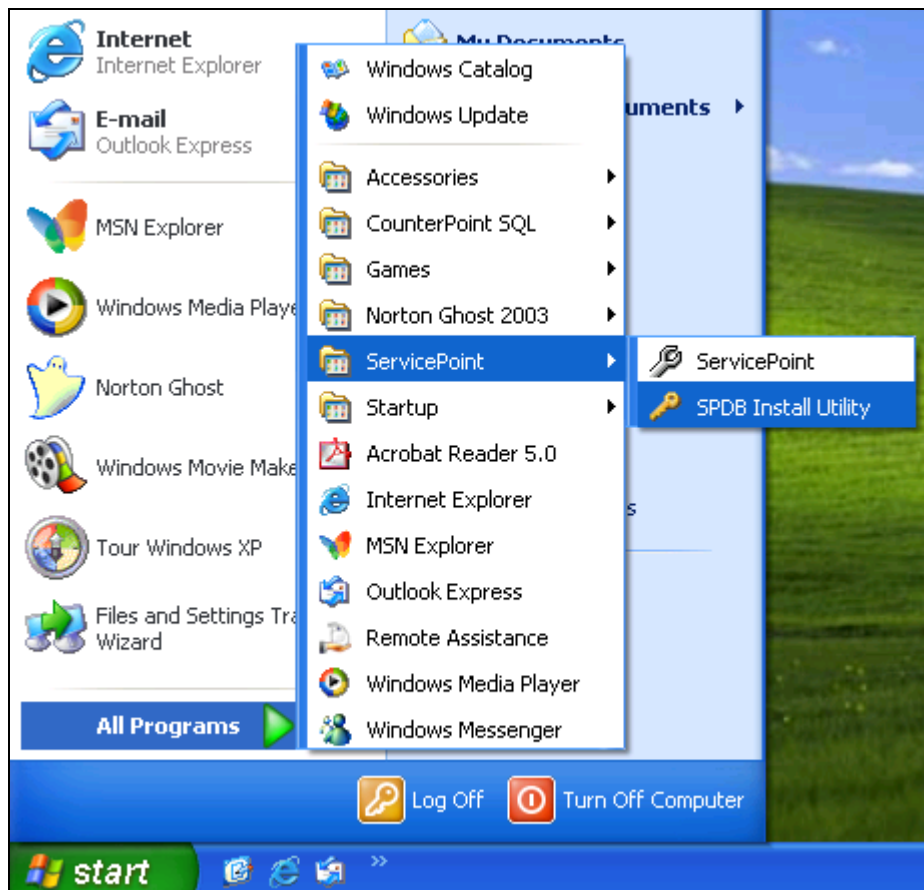 Internet
Internet Explorer
E-mail
Outlook Express
MSN Explorer
Windows Media Playe
Norton Ghost
Windows Movie Make
Tour Windows XP
Files and Settings Tra
Wizard
All Programs
My Documents
uments
s
Windows Catalog
Windows Update
Accessories
CounterPoint SQL
Games
Norton Ghost 2003
ServicePoint
Startup
Acrobat Reader 5.0
Internet Explorer
MSN Explorer
Outlook Express
Remote Assistance
Windows Media Player
Windows Messenger
ServicePoint
SPDB Install Utility
Log Off
Turn Off Computer
start